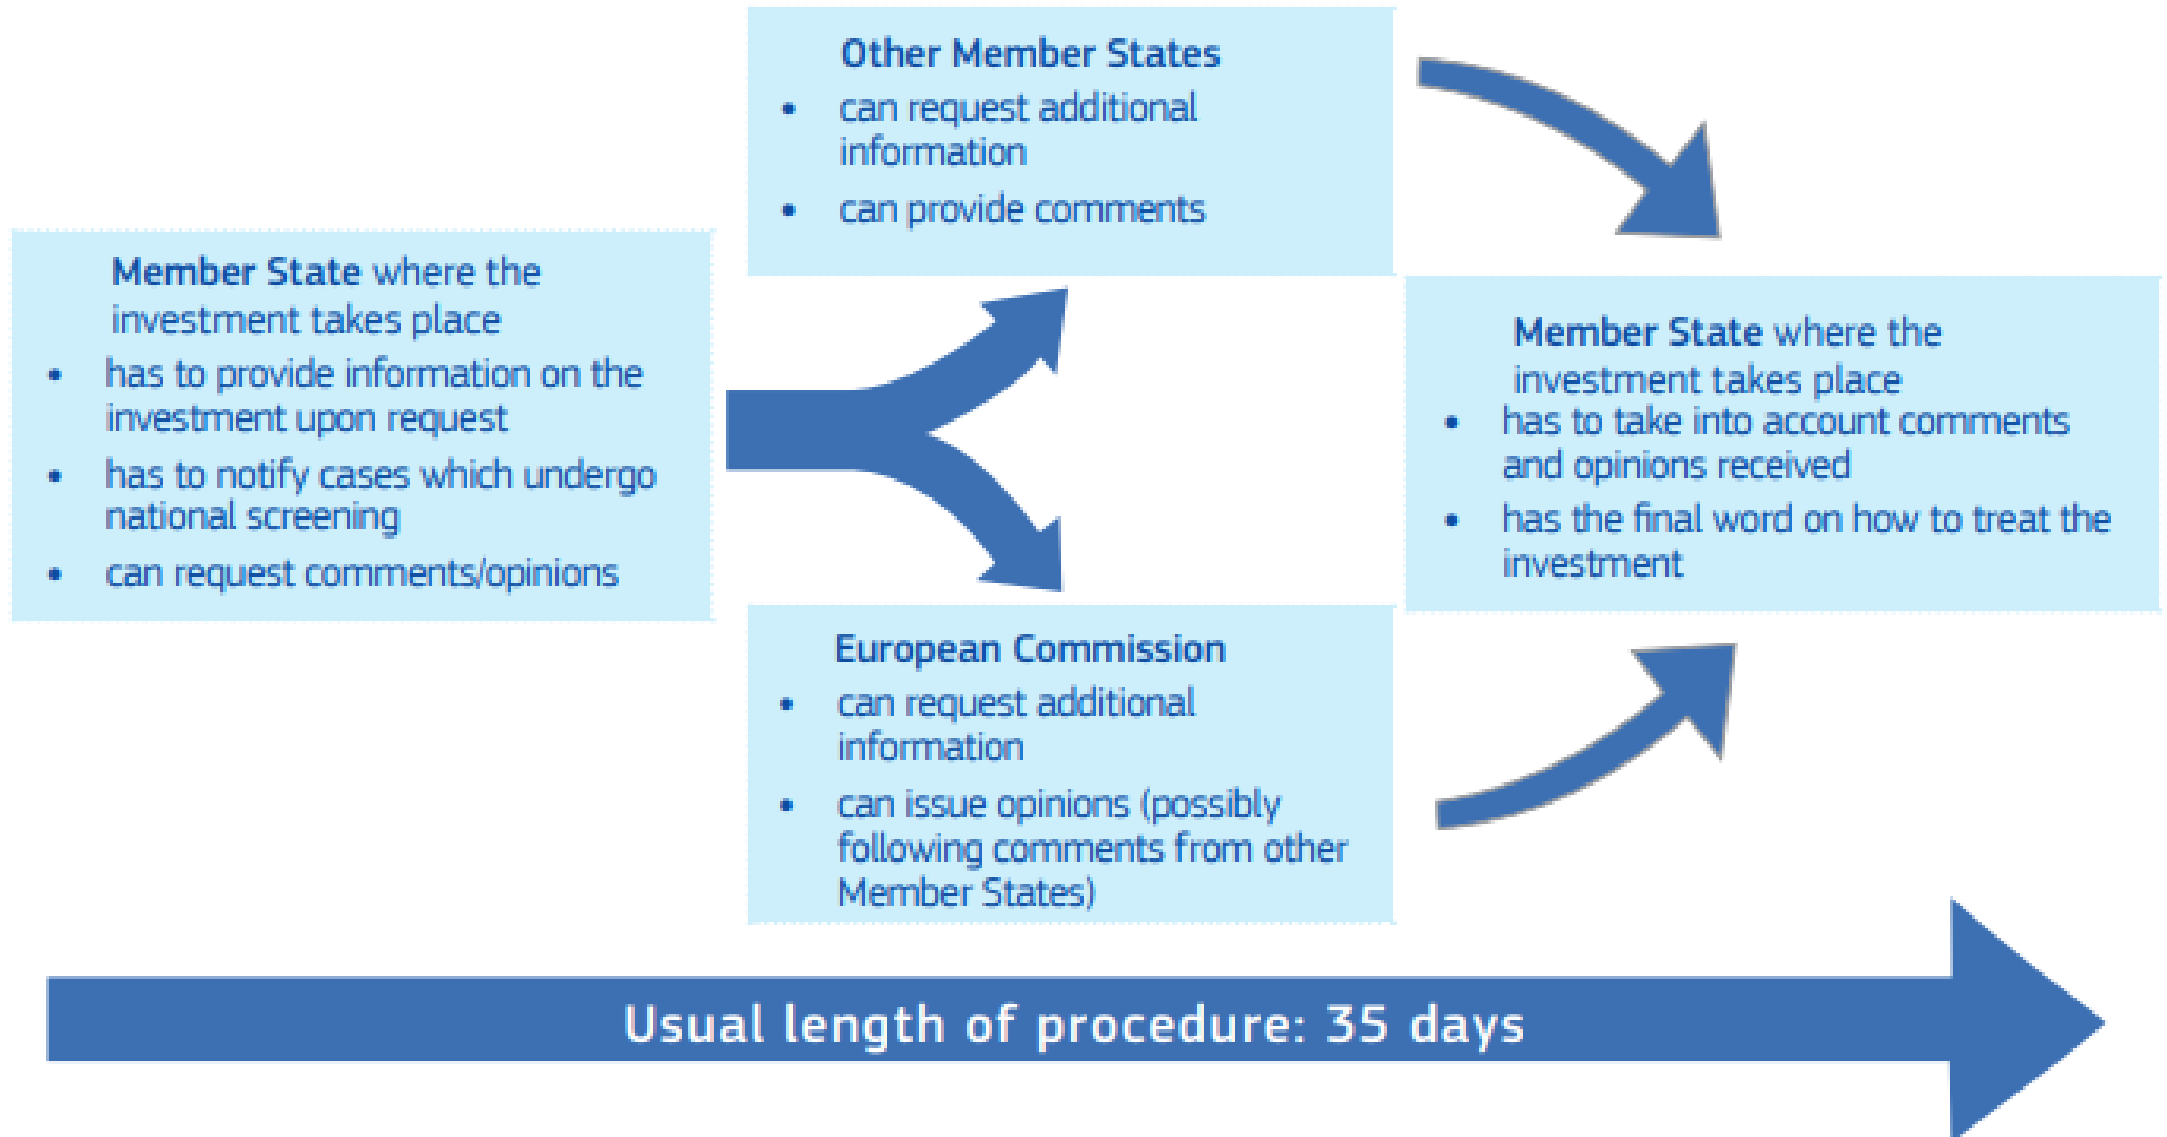 Member State where the
investment takes place
• has to provide information on the
investment upon request
• has to notify cases which undergo
national screening
• can request comments/opinions
Other Member States
• can request additional
information
• can provide comments
European Commission
• can request additional
information
• can issue opinions (possibly
following comments from other
Member States)
Member State where the
investment takes place
• has to take into account comments
and opinions received
• has the final word on how to treat the
investment
Usual length of procedure: 35 days